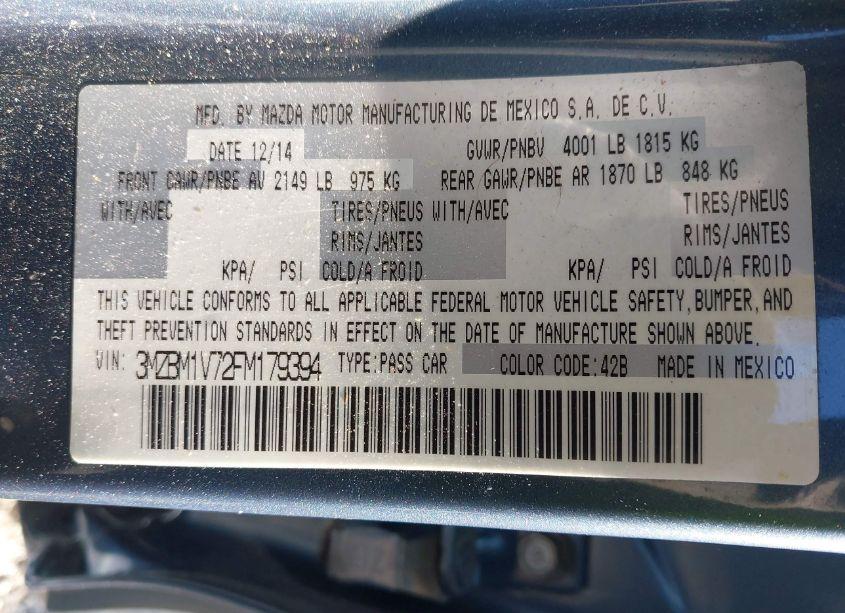 MFD. BY MAZDA MOTOR MANUFACTURING DE MEXICO S.A. DE C.V.
DATE 12/14 GVWR/PNBV 4001 LB 1815 KG
FRONT GAWR/PNBE AV 2149 LB 975 KG REAR GAWR/PNBE AR 1870 LB 848 KG
WITH/AVEC TIRES/PNEUS WITH/AVEC TIRES/PNEUS
RIMS/JANTES RIMS/JANTES
KPA/ PSI COLD/A FROID KPA/ PSI COLD/A FROID
THIS VEHICLE CONFORMS TO ALL APPLICABLE FEDERAL MOTOR VEHICLE SAFETY, BUMPER, AND
THEFT PREVENTION STANDARDS IN EFFECT ON THE DATE OF MANUFACTURE SHOWN ABOVE.
VIN: 3MZBM1V72FM179394 TYPE:PASS CAR COLOR CODE:42B MADE IN MEXICO